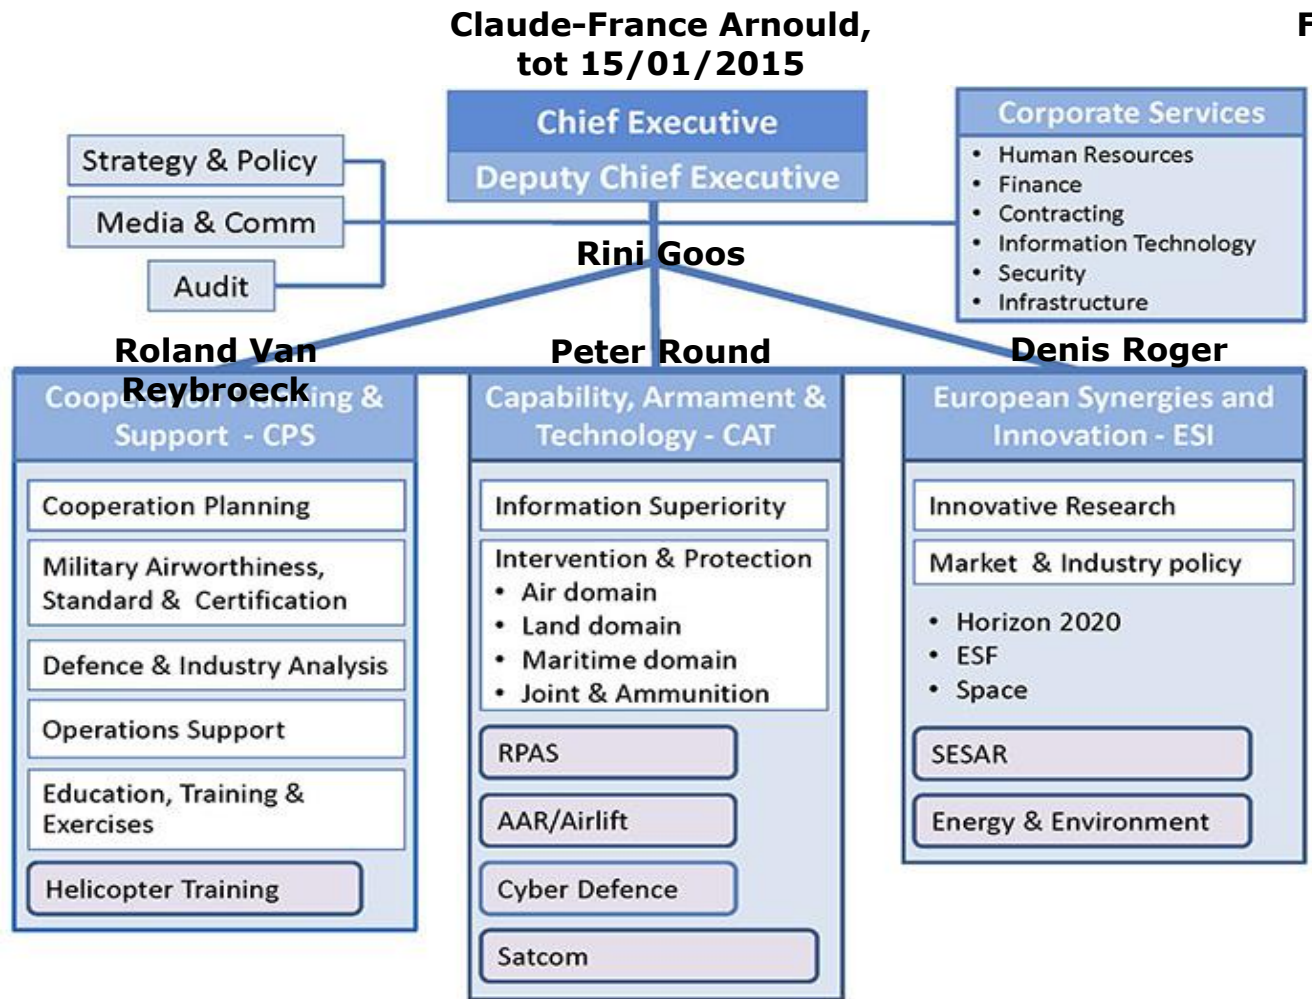 Claude-France Arnould,
tot 15/01/2015
F
Chief Executive
Deputy Chief Executive
Strategy & Policy
Media & Comm
Audit
Corporate Services
• Human Resources
• Finance
• Contracting
• Information Technology
• Security
• Infrastructure
Rini Goos
Roland Van
Reybroeck
Peter Round
Denis Roger
Cooperation Planning &
Support - CPS
Cooperation Planning
Military Airworthiness,
Standard & Certification
Defence & Industry Analysis
Operations Support
Education, Training &
Exercises
Helicopter Training
Capability, Armament &
Technology - CAT
Information Superiority
Intervention & Protection
• Air domain
• Land domain
• Maritime domain
• Joint & Ammunition
RPAS
AAR/Airlift
Cyber Defence
Satcom
European Synergies and
Innovation - ESI
Innovative Research
Market & Industry policy
• Horizon 2020
• ESF
• Space
SESAR
Energy & Environment